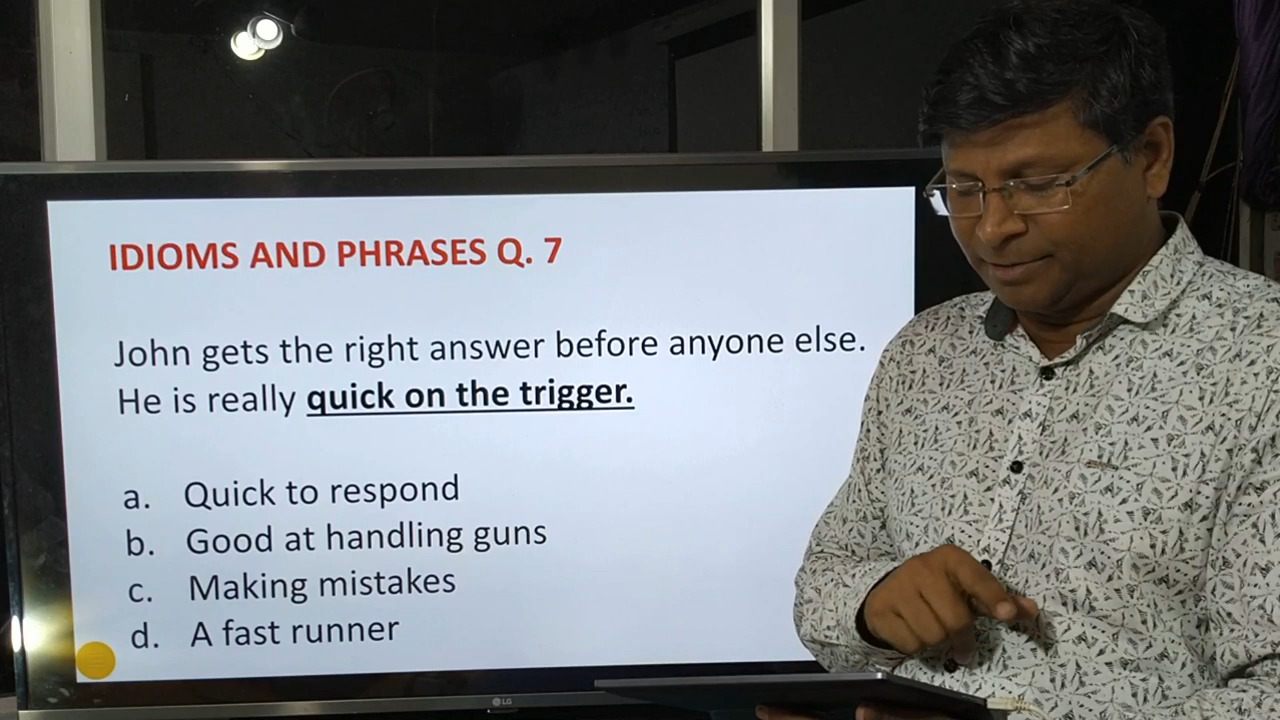 IDIOMS AND PHRASES Q. 7
John gets the right answer before anyone else.
He is really quick on the trigger.
a. Quick to respond
b. Good at handling guns
c. Making mistakes
d. A fast runner
LG